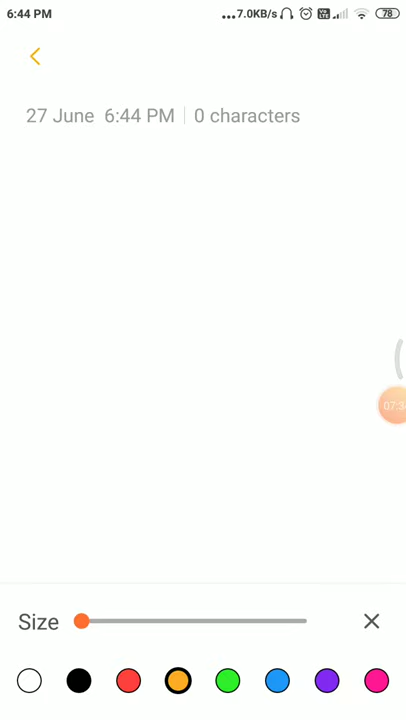 6:44 PM ...7.0KB/s 78
27 June 6:44 PM | 0 characters
Size